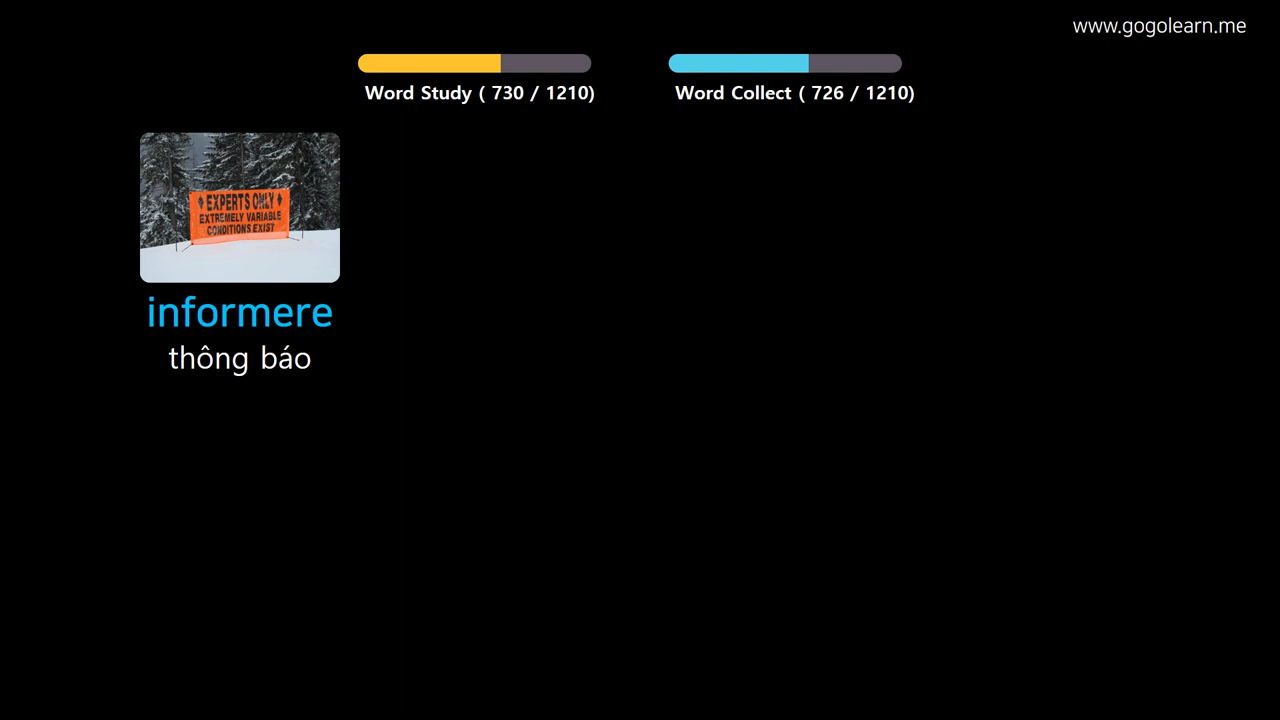 www.gogolearn.me
Word Study ( 730 / 1210)
Word Collect ( 726 / 1210)
EXPERTS ONLY
EXTREMELY VARIABLE
CONDITIONS EXIST
informere
thông báo